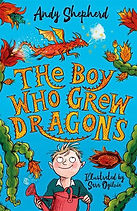 Andy Shepherd
THE BOY
WHO GREW
DRAGONS
Illustrated by
Sara Ogilvie